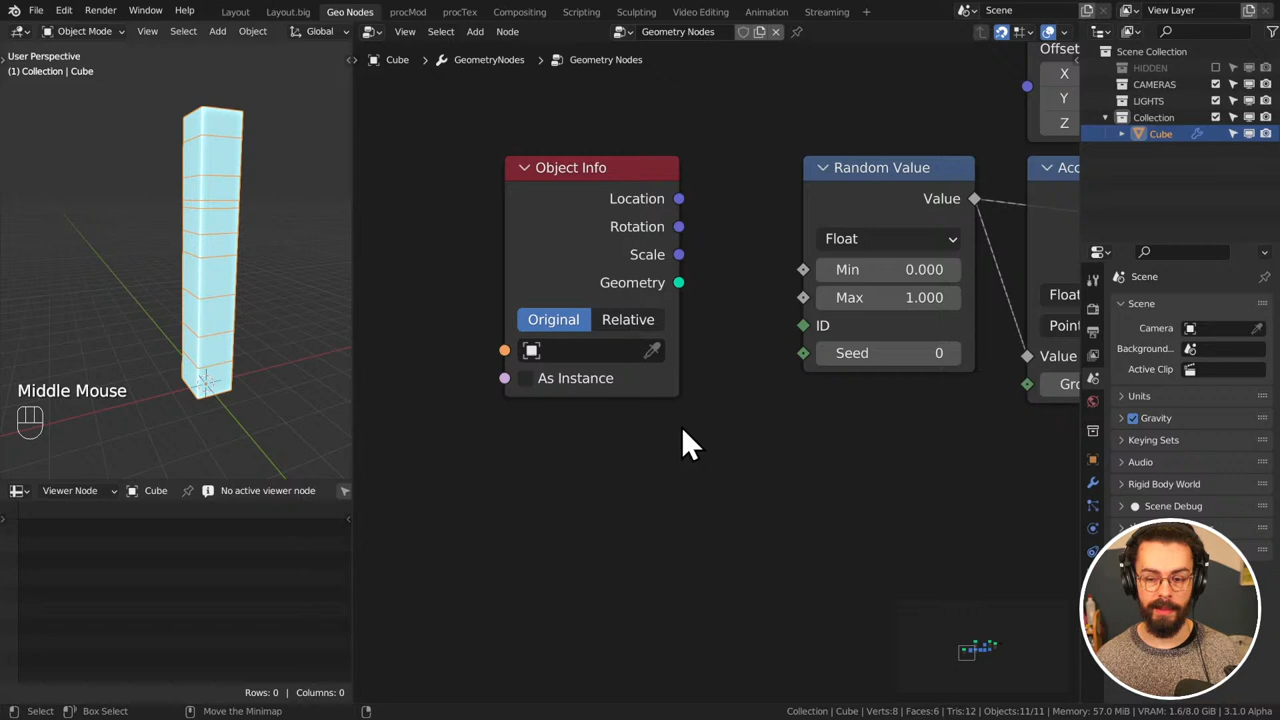 File Edit Render Window Help Layout Layout.big Geo Nodes procMod procTex Compositing Scripting Sculpting Video Editing Animation Streaming + Scene View Layer
Object Mode View Select Add Object Global View Select Add Node Geometry Nodes
User Perspective
(1) Collection | Cube
Cube GeometryNodes Geometry Nodes
Offset
X
Y
Z
Object Info
Location
Rotation
Scale
Geometry
Original Relative
As Instance
Random Value
Value
Float
Min 0.000
Max 1.000
ID
Seed 0
Acc
Float
Point
Value
Gr
Middle Mouse
Viewer Node Cube No active viewer node
Rows: 0 | Columns: 0
Scene Collection
HIDDEN
CAMERAS
LIGHTS
Collection
Cube
Scene
Scene
Camera
Background...
Active Clip
Units
Gravity
Keying Sets
Audio
Rigid Body World
Scene Debug
Select Box Select Move the Minimap Collection | Cube | Verts:8 | Faces:6 | Tris:12 | Objects:11/11 | Memory: 57.0 MiB | VRAM: 1.6/8.0 GiB | 3.1.0 Alpha